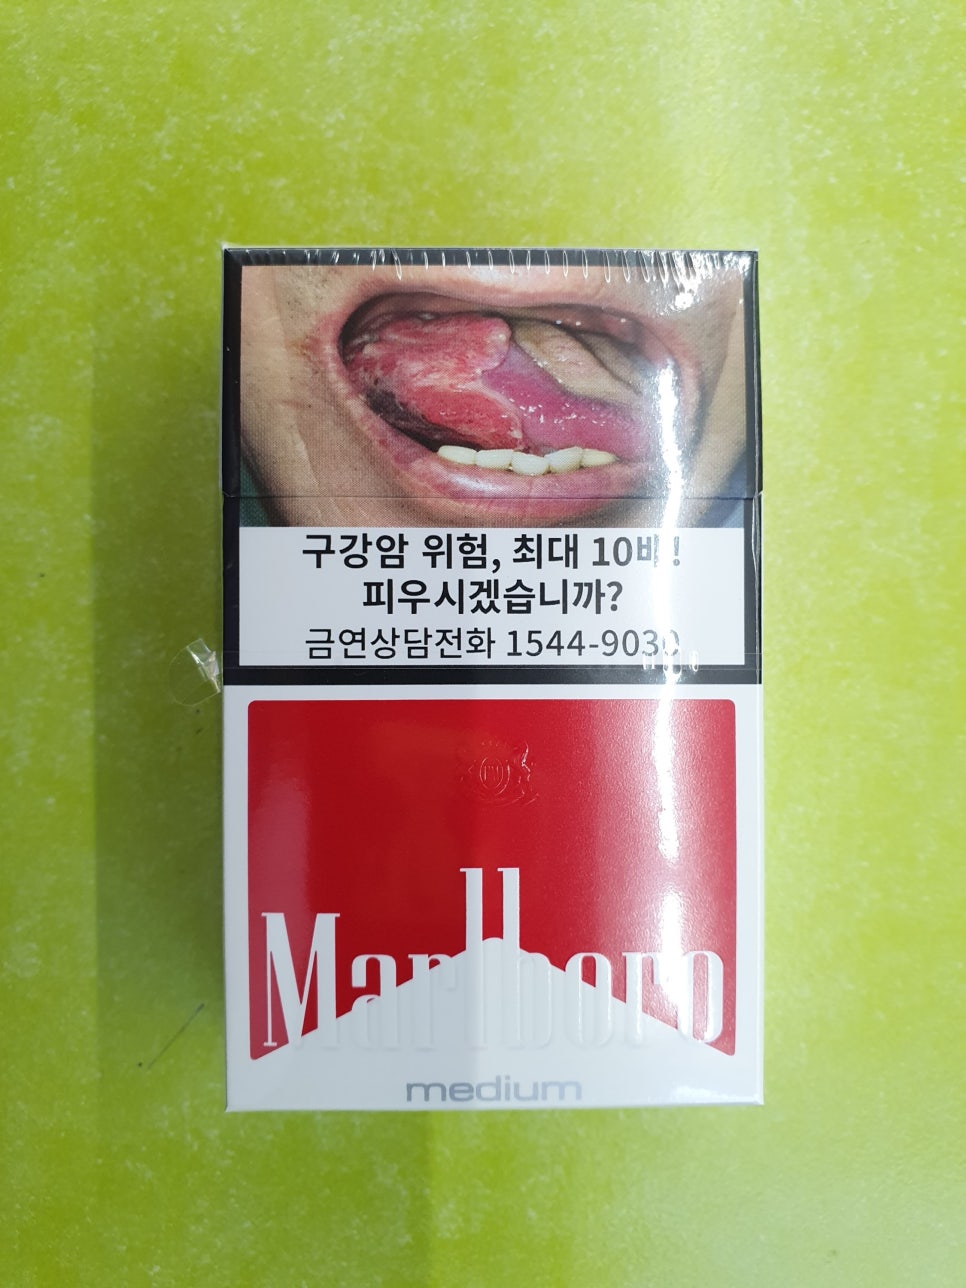 구강암 위험, 최대 10배!
피우시겠습니까?
금연상담전화 1544-9030
Marlboro
medium